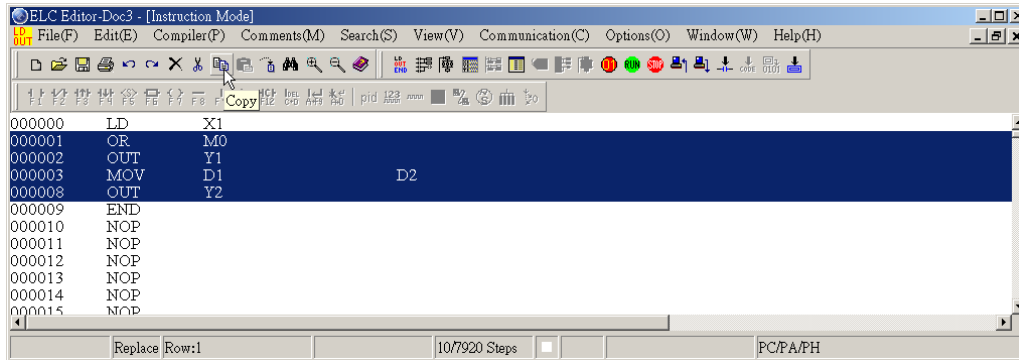 ELC Editor-Doc3 - [Instruction Mode]
File(F) Edit(E) Compiler(P) Comments(M) Search(S) View(V) Communication(C) Options(O) Window(W) Help(H)
Copy
000000 LD X1
000001 OR M0
000002 OUT Y1
000003 MOV D1 D2
000008 OUT Y2
000009 END
000010 NOP
000011 NOP
000012 NOP
000013 NOP
000014 NOP
000015 NOP
Replace Row:1 10/7920 Steps PC/PA/PH